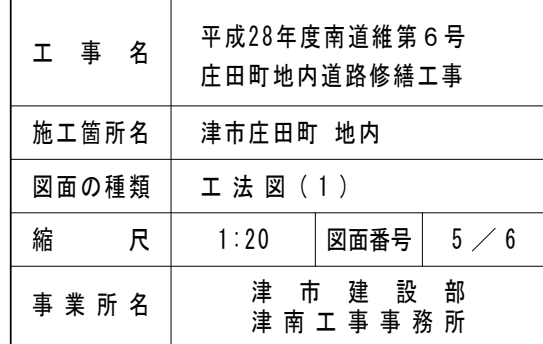 工事名 平成28年度南道維第６号
庄田町地内道路修繕工事
施工箇所名 津市庄田町 地内
図面の種類 工法図(1)
縮尺 1:20 図面番号 5／6
事業所名 津市建設部
津南工事事務所